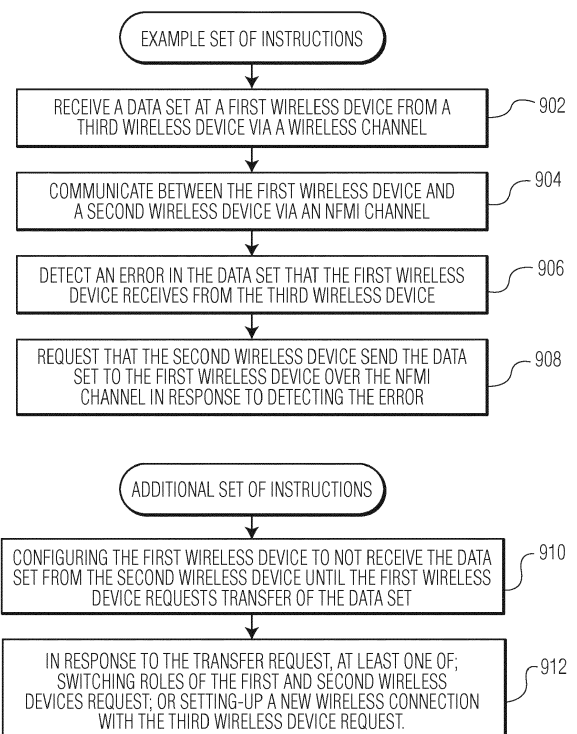 EXAMPLE SET OF INSTRUCTIONS
RECEIVE A DATA SET AT A FIRST WIRELESS DEVICE FROM A
THIRD WIRELESS DEVICE VIA A WIRELESS CHANNEL
902
COMMUNICATE BETWEEN THE FIRST WIRELESS DEVICE AND
A SECOND WIRELESS DEVICE VIA AN NFMI CHANNEL
904
DETECT AN ERROR IN THE DATA SET THAT THE FIRST WIRELESS
DEVICE RECEIVES FROM THE THIRD WIRELESS DEVICE
906
REQUEST THAT THE SECOND WIRELESS DEVICE SEND THE DATA
SET TO THE FIRST WIRELESS DEVICE OVER THE NFMI
CHANNEL IN RESPONSE TO DETECTING THE ERROR
908
ADDITIONAL SET OF INSTRUCTIONS
CONFIGURING THE FIRST WIRELESS DEVICE TO NOT RECEIVE THE DATA
SET FROM THE SECOND WIRELESS DEVICE UNTIL THE FIRST WIRELESS
DEVICE REQUESTS TRANSFER OF THE DATA SET
910
IN RESPONSE TO THE TRANSFER REQUEST, AT LEAST ONE OF;
SWITCHING ROLES OF THE FIRST AND SECOND WIRELESS
DEVICES REQUEST; OR SETTING-UP A NEW WIRELESS CONNECTION
WITH THE THIRD WIRELESS DEVICE REQUEST.
912